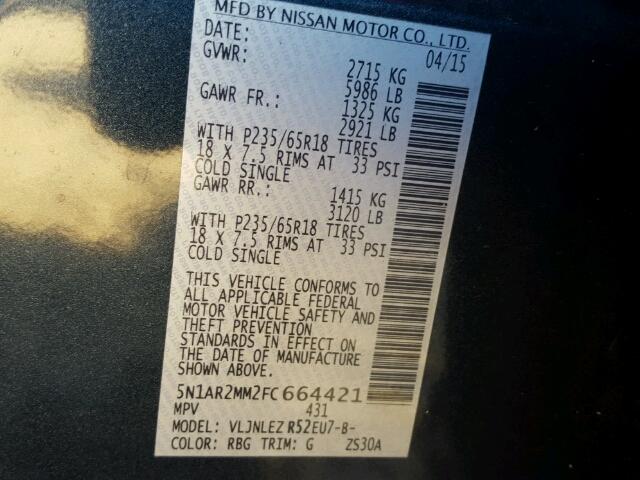 MFD BY NISSAN MOTOR CO., LTD.
DATE: 04/15
GVWR: 2715 KG
5986 LB
GAWR FR.: 1325 KG
2921 LB
WITH P235/65R18 TIRES
18 X 7.5 RIMS AT 33 PSI
COLD SINGLE
GAWR RR.: 1415 KG
3120 LB
WITH P235/65R18 TIRES
18 X 7.5 RIMS AT 33 PSI
COLD SINGLE
THIS VEHICLE CONFORMS TO
ALL APPLICABLE FEDERAL
MOTOR VEHICLE SAFETY AND
THEFT PREVENTION
STANDARDS IN EFFECT ON
THE DATE OF MANUFACTURE
SHOWN ABOVE.
5N1AR2MM2FC664421
MPV 431
MODEL: VLJNLEZ R52EU7-B-
COLOR: RBG TRIM: G ZS30A